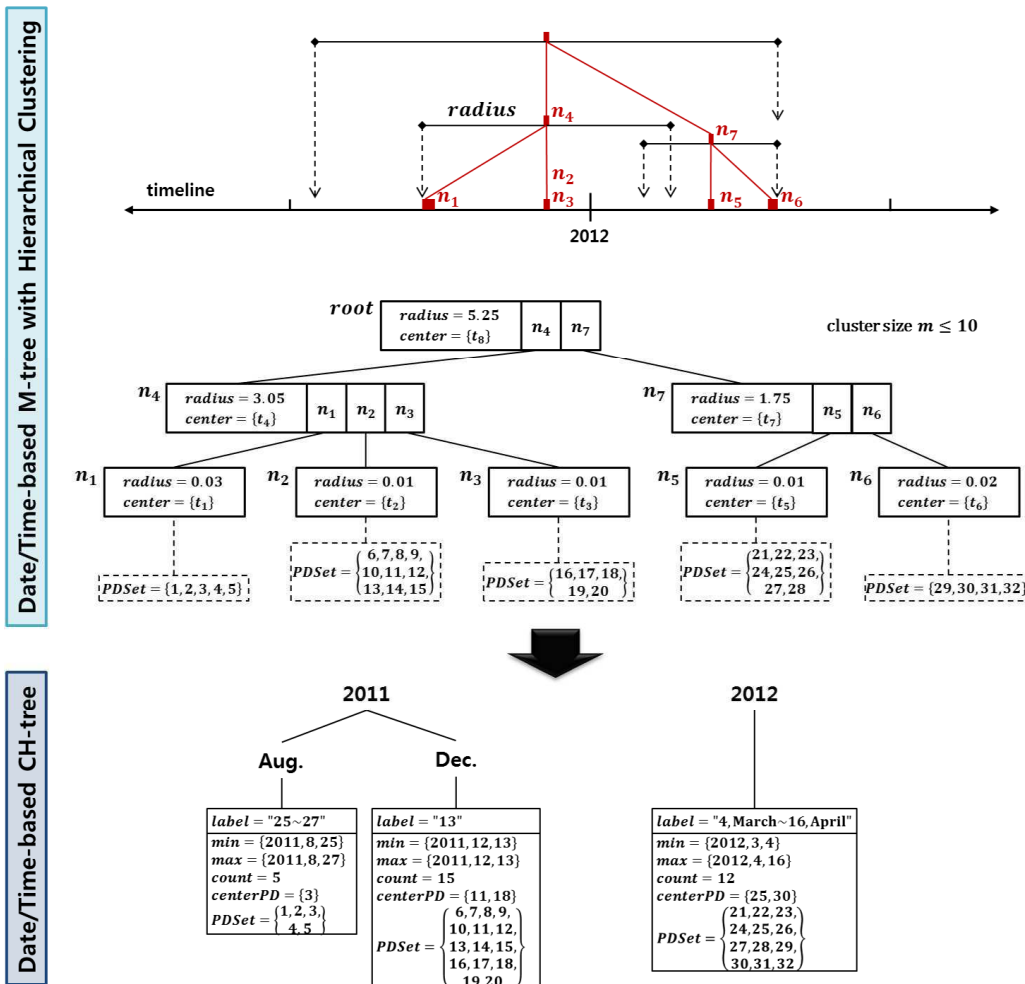 Date/Time-based M-tree with Hierarchical Clustering
radius
n4
n7
n2
timeline
n1
n3
n5
n6
2012
root
radius = 5.25
center = {t8}
n4
n7
cluster size m ≤ 10
n4
radius = 3.05
center = {t4}
n1
n2
n3
n7
radius = 1.75
center = {t7}
n5
n6
n1
radius = 0.03
center = {t1}
n2
radius = 0.01
center = {t2}
n3
radius = 0.01
center = {t3}
n5
radius = 0.01
center = {t5}
n6
radius = 0.02
center = {t6}
PDSet = {1,2,3,4,5}
PDSet = {6,7,8,9,
10,11,12,
13,14,15}
PDSet = {16,17,18,
19,20}
PDSet = {21,22,23,
24,25,26,
27,28}
PDSet = {29,30,31,32}
Date/Time-based CH-tree
2011
2012
Aug.
Dec.
label = "25~27"
min = {2011,8,25}
max = {2011,8,27}
count = 5
centerPD = {3}
PDSet = {1,2,3,
4,5}
label = "13"
min = {2011,12,13}
max = {2011,12,13}
count = 15
centerPD = {11,18}
PDSet = {6,7,8,9,
10,11,12,
13,14,15,
16,17,18,
19,20}
label = "4,March~16,April"
min = {2012,3,4}
max = {2012,4,16}
count = 12
centerPD = {25,30}
PDSet = {21,22,23,
24,25,26,
27,28,29,
30,31,32}